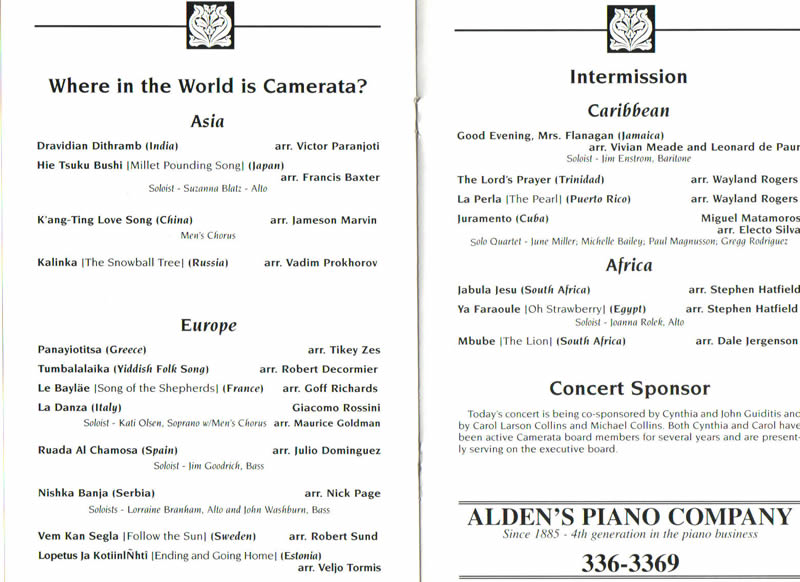 Where in the World is Camerata?
Asia
Dravidian Dithramb (India) arr. Victor Paranjoti
Hie Tsuku Bushi [Millet Pounding Song] (Japan)
arr. Francis Baxter
Soloist - Suzanna Blatz - Alto
K'ang-Ting Love Song (China) arr. Jameson Marvin
Men's Chorus
Kalinka [The Snowball Tree] (Russia) arr. Vadim Prokhorov
Europe
Panayiotitsa (Greece) arr. Tikey Zes
Tumbalalaika (Yiddish Folk Song) arr. Robert Decormier
Le Bayläe [Song of the Shepherds] (France) arr. Goff Richards
La Danza (Italy) Giacomo Rossini
Soloist - Kati Olsen, Soprano w/Men's Chorus arr. Maurice Goldman
Ruada Al Chamosa (Spain) arr. Julio Dominguez
Soloist - Jim Goodrich, Bass
Nishka Banja (Serbia) arr. Nick Page
Soloists - Lorraine Branham, Alto and John Washburn, Bass
Vem Kan Segla [Follow the Sun] (Sweden) arr. Robert Sund
Lopetus Ja KotiinlÑhti [Ending and Going Home] (Estonia)
arr. Veljo Tormis
Intermission
Caribbean
Good Evening, Mrs. Flanagan (Jamaica)
arr. Vivian Meade and Leonard de Paur
Soloist - Jim Enstrom, Baritone
The Lord's Prayer (Trinidad) arr. Wayland Rogers
La Perla [The Pearl] (Puerto Rico) arr. Wayland Rogers
Juramento (Cuba) Miguel Matamoros
arr. Electo Silva
Solo Quartet - June Miller; Michelle Bailey; Paul Magnusson; Gregg Rodriguez
Africa
Jabula Jesu (South Africa) arr. Stephen Hatfield
Ya Faraoule [Oh Strawberry] (Egypt) arr. Stephen Hatfield
Soloist - Joanna Rolek, Alto
Mbube [The Lion] (South Africa) arr. Dale Jergenson
Concert Sponsor
Today's concert is being co-sponsored by Cynthia and John Guiditis and
by Carol Larson Collins and Michael Collins. Both Cynthia and Carol have
been active Camerata board members for several years and are present-
ly serving on the executive board.
ALDEN'S PIANO COMPANY
Since 1885 - 4th generation in the piano business
336-3369